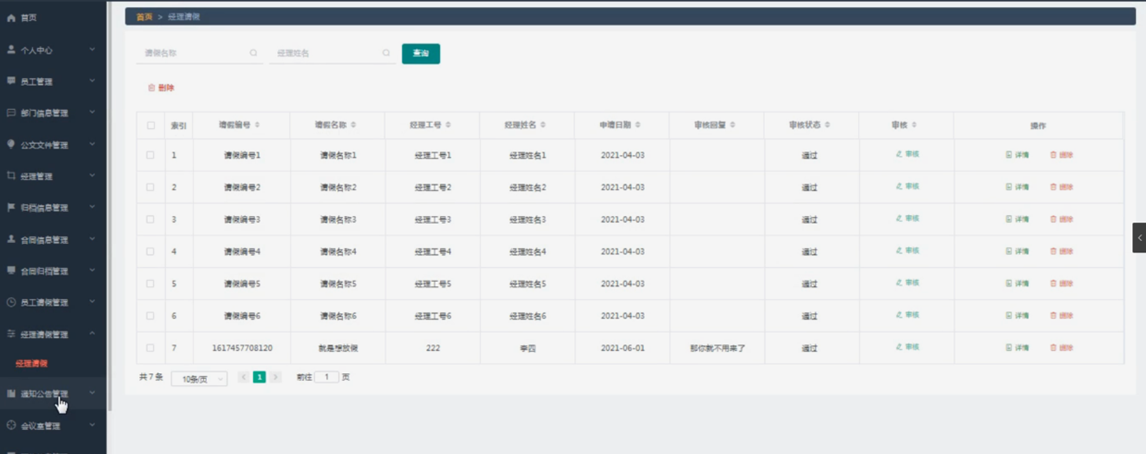 首页
个人中心
员工管理
部门信息管理
公文文件管理
经理管理
归档信息管理
合同信息管理
合同归档管理
员工请假管理
经理请假管理
经理请假
通知公告管理
会议室管理
首页 > 经理请假
请假名称 经理姓名 查询
删除
索引 请假编号 请假名称 经理工号 经理姓名 申请日期 审核回复 审核状态 审核 操作
1 请假编号1 请假名称1 经理工号1 经理姓名1 2021-04-03 通过 审核 详情 删除
2 请假编号2 请假名称2 经理工号2 经理姓名2 2021-04-03 通过 审核 详情 删除
3 请假编号3 请假名称3 经理工号3 经理姓名3 2021-04-03 通过 审核 详情 删除
4 请假编号4 请假名称4 经理工号4 经理姓名4 2021-04-03 通过 审核 详情 删除
5 请假编号5 请假名称5 经理工号5 经理姓名5 2021-04-03 通过 审核 详情 删除
6 请假编号6 请假名称6 经理工号6 经理姓名6 2021-04-03 通过 审核 详情 删除
7 1617457708120 就是想放假 222 李四 2021-06-01 那你就不用来了 通过 审核 详情 删除
共 7 条 10条/页 1 前往 1 页